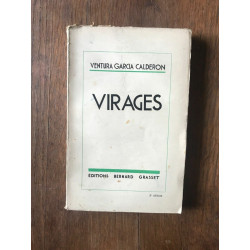 VENTURA GARCIA CALDERON
VIRAGES
EDITIONS BERNARD GRASSET